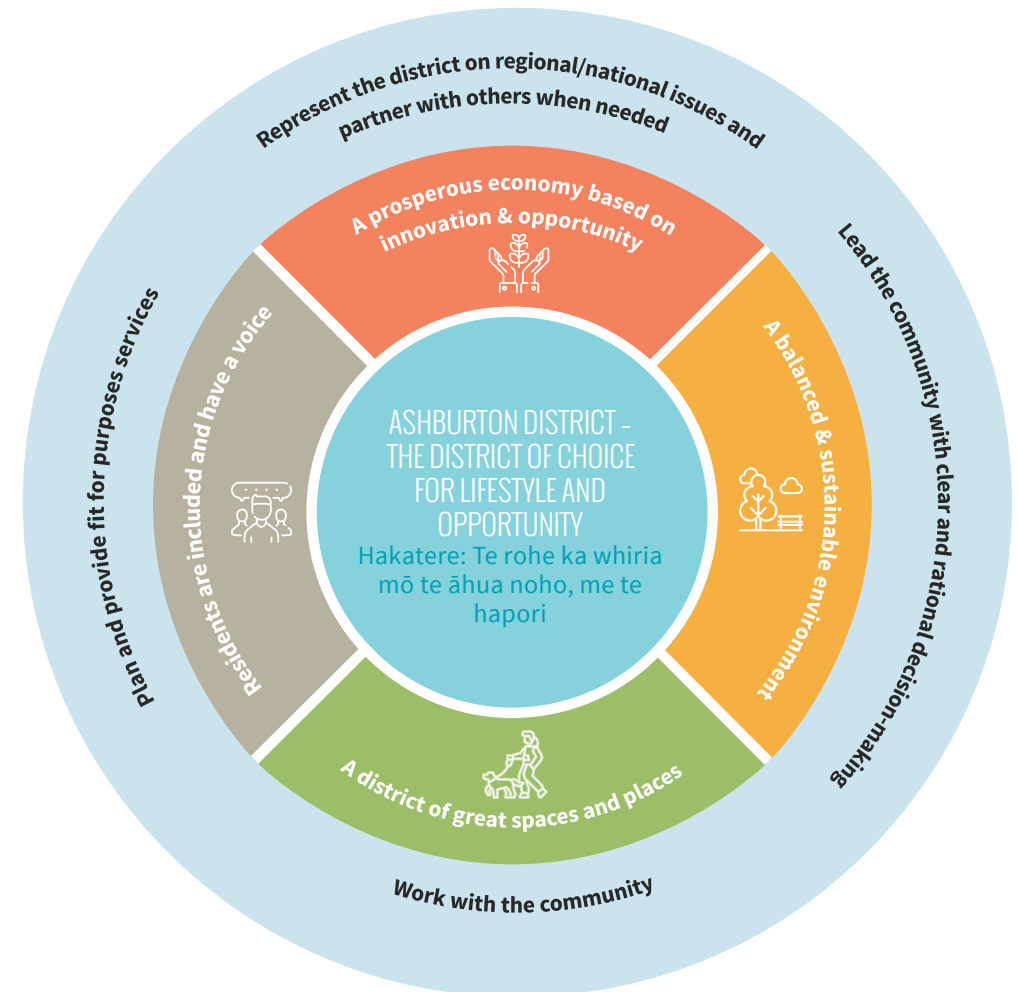 Represent the district on regional/national issues and
partner with others when needed
A prosperous economy based on
innovation & opportunity
Lead the community with clear and rational decision-making
A balanced & sustainable environment
Plan and provide fit for purposes services
Residents are included and have a voice
ASHBURTON DISTRICT –
THE DISTRICT OF CHOICE
FOR LIFESTYLE AND
OPPORTUNITY
Hakatere: Te rohe ka whiria
mō te āhua noho, me te
hapori
A district of great spaces and places
Work with the community